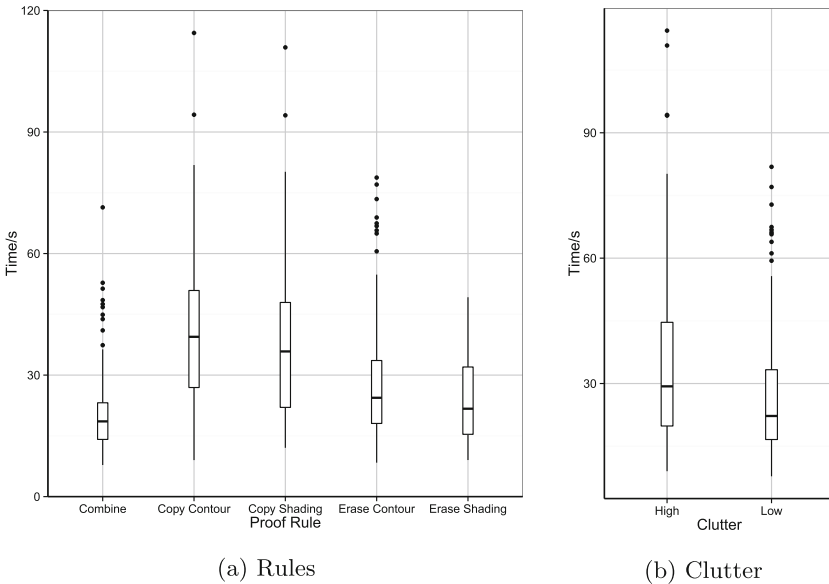 120
90
60
30
0
Time/s
Combine
Copy Contour
Copy Shading
Erase Contour
Erase Shading
Proof Rule
(a) Rules
90
60
30
Time/s
High
Low
Clutter
(b) Clutter